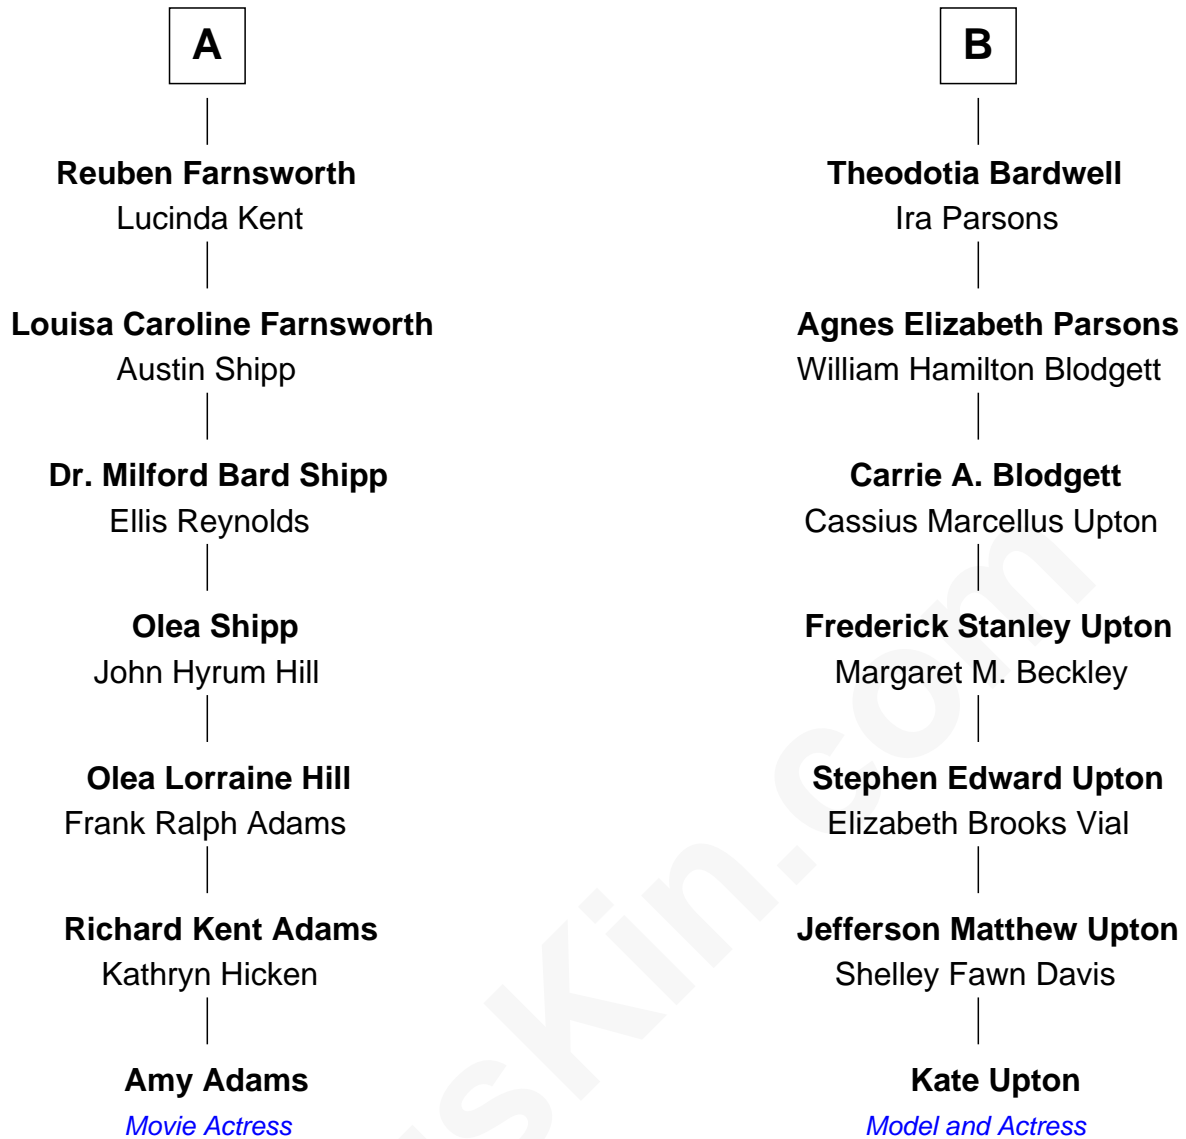 A
B
Reuben Farnsworth
Lucinda Kent
Theodotia Bardwell
Ira Parsons
Louisa Caroline Farnsworth
Austin Shipp
Agnes Elizabeth Parsons
William Hamilton Blodgett
Dr. Milford Bard Shipp
Ellis Reynolds
Carrie A. Blodgett
Cassius Marcellus Upton
Olea Shipp
John Hyrum Hill
Frederick Stanley Upton
Margaret M. Beckley
Olea Lorraine Hill
Frank Ralph Adams
Stephen Edward Upton
Elizabeth Brooks Vial
Richard Kent Adams
Kathryn Hicken
Jefferson Matthew Upton
Shelley Fawn Davis
Amy Adams
Movie Actress
Kate Upton
Model and Actress